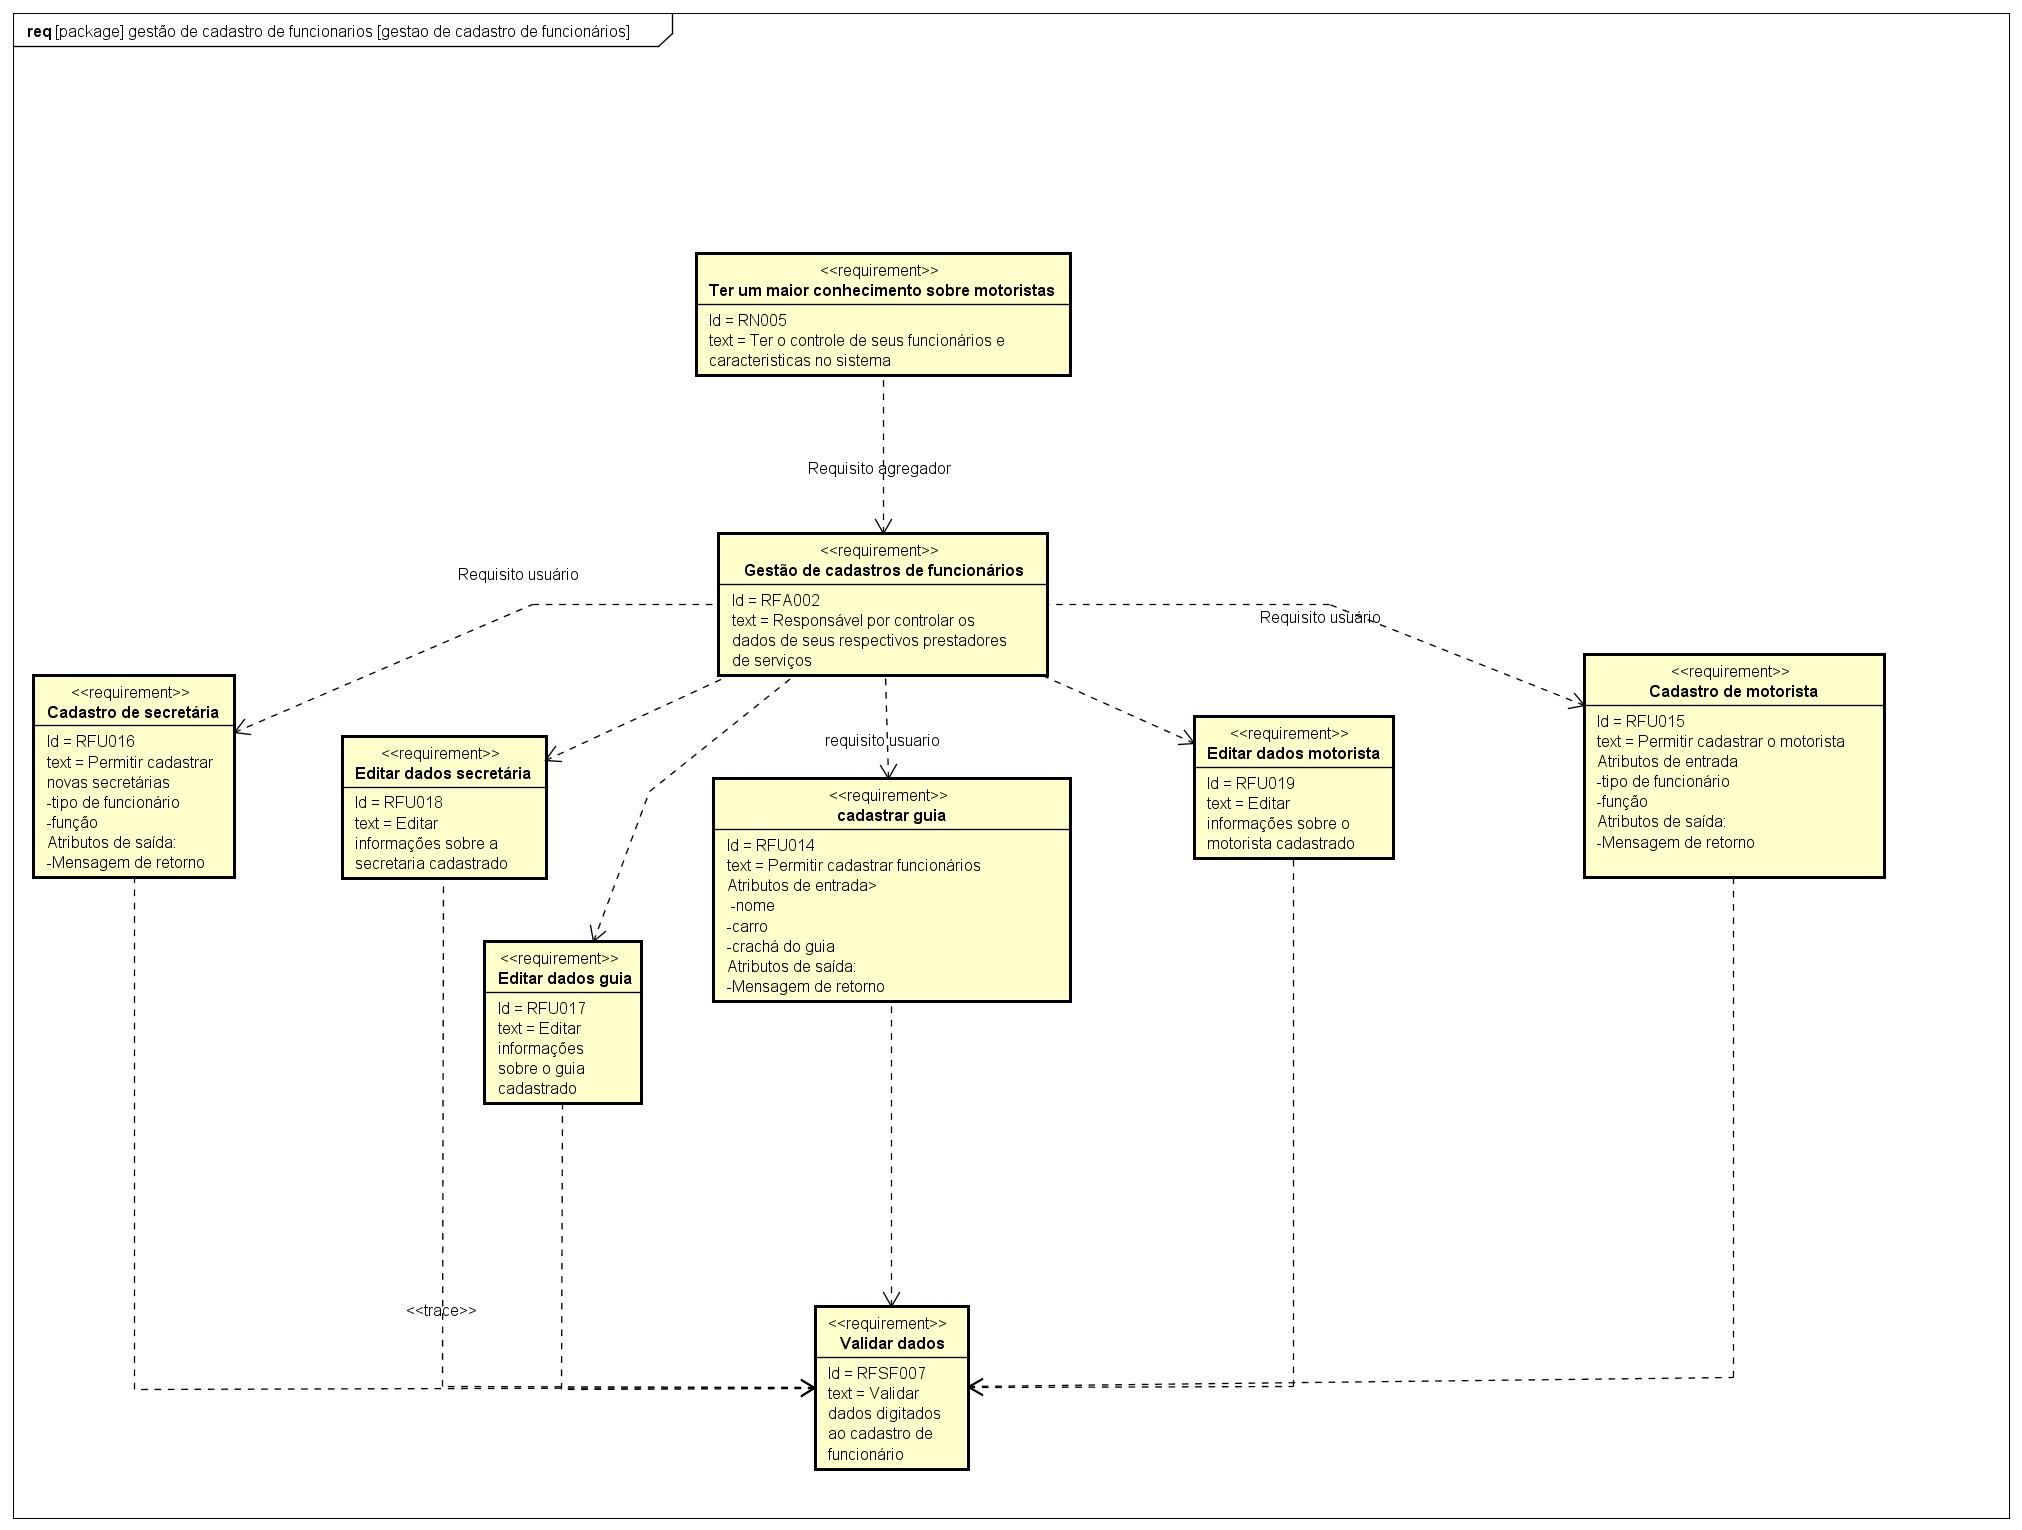 req [package] gestão de cadastro de funcionarios [gestao de cadastro de funcionários]
<<requirement>>
Ter um maior conhecimento sobre motoristas
Id = RN005
text = Ter o controle de seus funcionários e
caracteristicas no sistema
Requisito agregador
<<requirement>>
Gestão de cadastros de funcionários
Id = RFA002
text = Responsável por controlar os
dados de seus respectivos prestadores
de serviços
Requisito usuário
Requisito usuário
requisito usuario
<<requirement>>
Cadastro de secretária
Id = RFU016
text = Permitir cadastrar
novas secretárias
-tipo de funcionário
-função
Atributos de saída:
-Mensagem de retorno
<<requirement>>
Editar dados secretária
Id = RFU018
text = Editar
informações sobre a
secretaria cadastrado
<<requirement>>
Editar dados guia
Id = RFU017
text = Editar
informações
sobre o guia
cadastrado
<<requirement>>
cadastrar guia
Id = RFU014
text = Permitir cadastrar funcionários
Atributos de entrada>
-nome
-carro
-crachá do guia
Atributos de saída:
-Mensagem de retorno
<<requirement>>
Editar dados motorista
Id = RFU019
text = Editar
informações sobre o
motorista cadastrado
<<requirement>>
Cadastro de motorista
Id = RFU015
text = Permitir cadastrar o motorista
Atributos de entrada
-tipo de funcionário
-função
Atributos de saída:
-Mensagem de retorno
<<trace>>
<<requirement>>
Validar dados
Id = RFSF007
text = Validar
dados digitados
ao cadastro de
funcionário